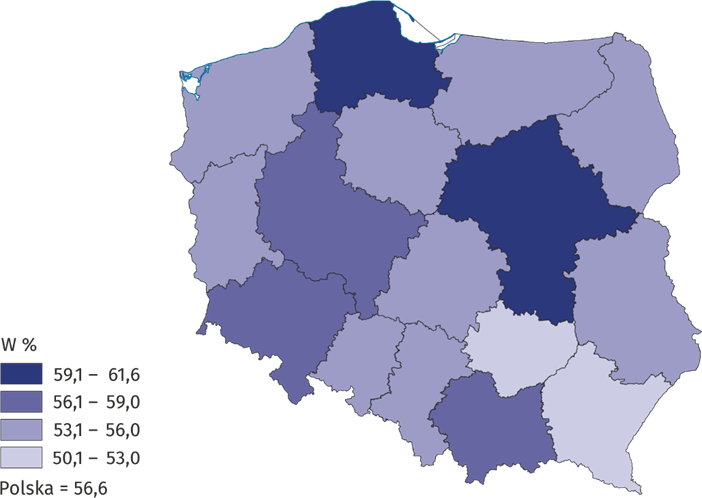 W %
59,1 – 61,6
56,1 – 59,0
53,1 – 56,0
50,1 – 53,0
Polska = 56,6